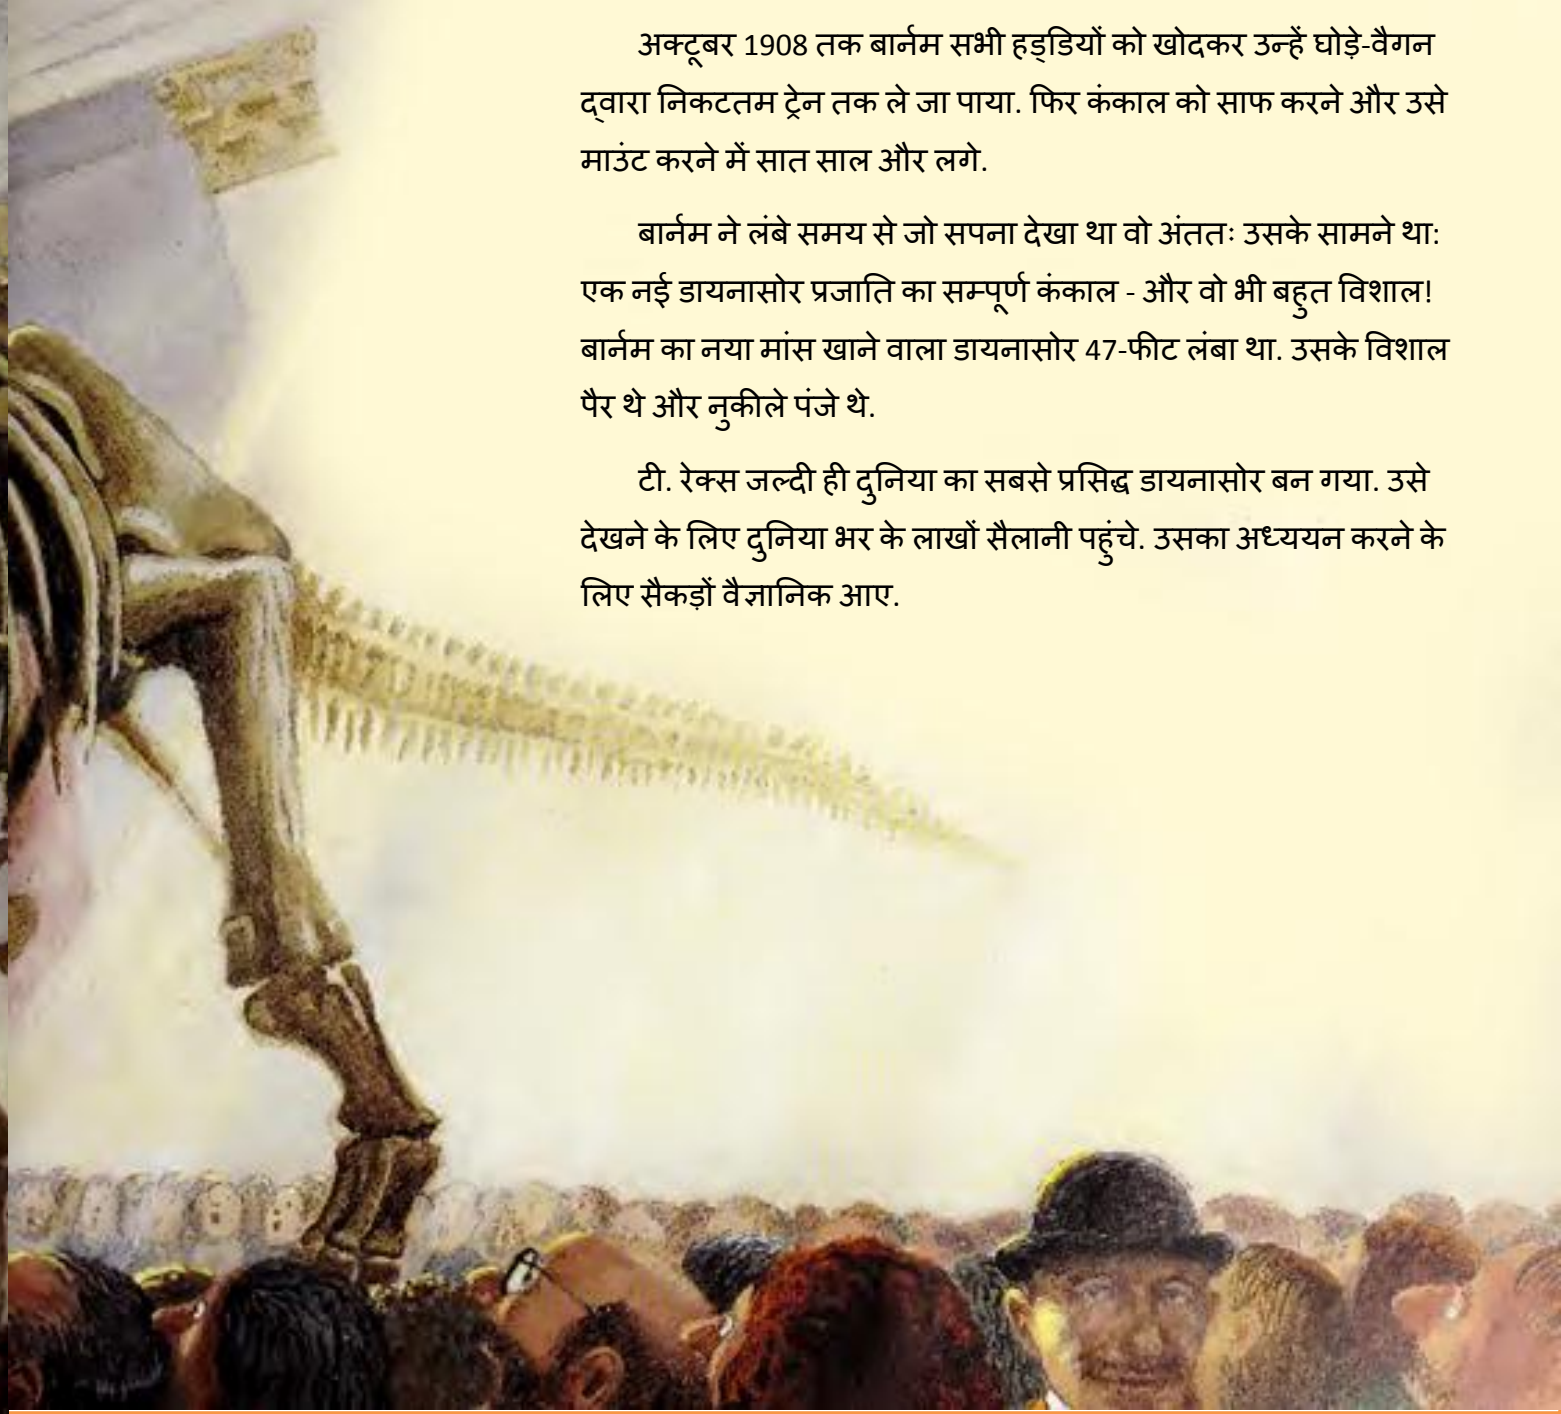 अक्टूबर 1908 तक बार्नम सभी हड्डियों को खोदकर उन्हें घोड़े-वैगन
द्वारा निकटतम ट्रेन तक ले जा पाया. फिर कंकाल को साफ करने और उसे
माउंट करने में सात साल और लगे.
बार्नम ने लंबे समय से जो सपना देखा था वो अंततः उसके सामने था:
एक नई डायनासोर प्रजाति का सम्पूर्ण कंकाल - और वो भी बहुत विशाल!
बार्नम का नया मांस खाने वाला डायनासोर 47-फीट लंबा था. उसके विशाल
पैर थे और नुकीले पंजे थे.
टी. रेक्स जल्दी ही दुनिया का सबसे प्रसिद्ध डायनासोर बन गया. उसे
देखने के लिए दुनिया भर के लाखों सैलानी पहुंचे. उसका अध्ययन करने के
लिए सैकड़ों वैज्ञानिक आए.